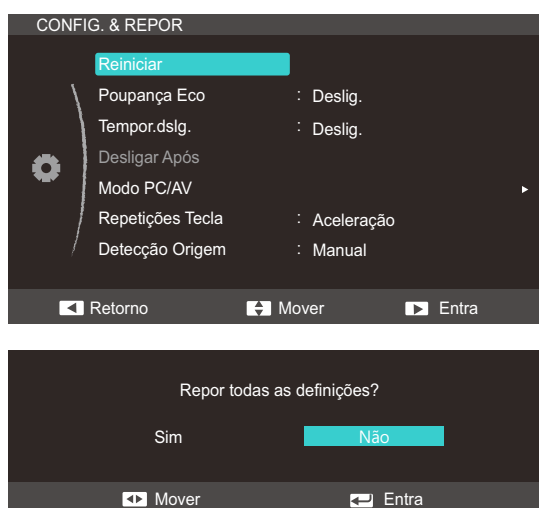 CONFIG. & REPOR
Reiniciar
Poupança Eco : Deslig.
Tempor.dslg. : Deslig.
Desligar Após
Modo PC/AV
Repetições Tecla : Aceleração
Detecção Origem : Manual
Retorno Mover Entra
Repor todas as definições?
Sim Não
Mover Entra